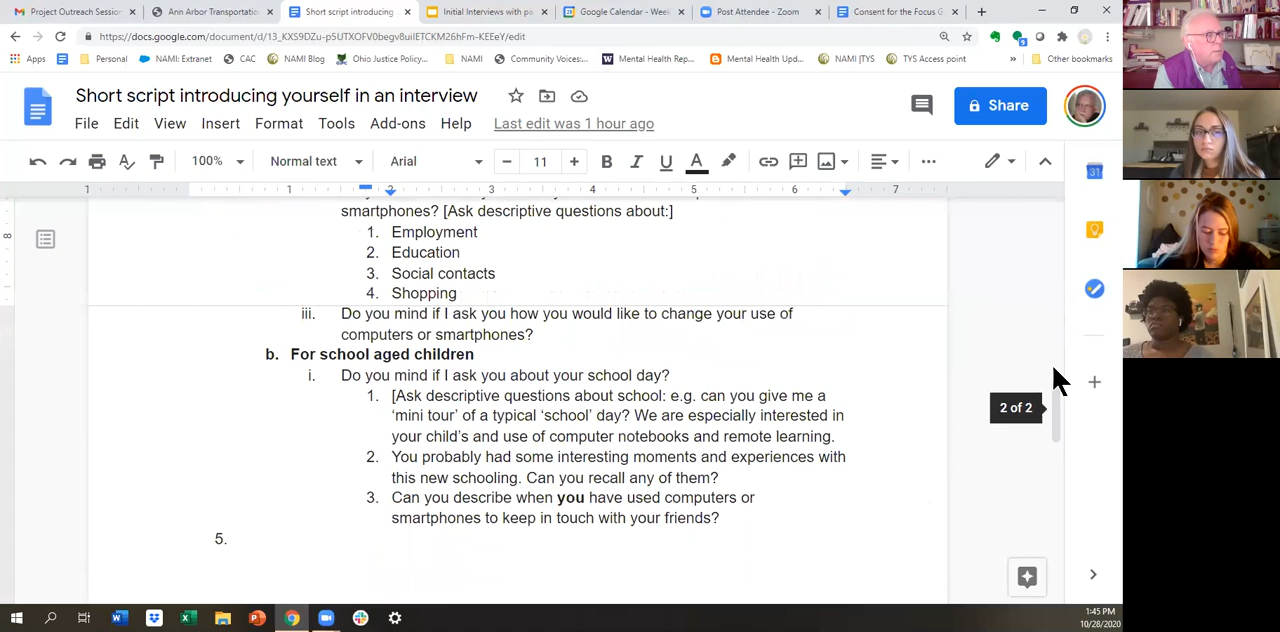 Project Outreach Sessio
Ann Arbor Transportatio
Short script introducing
Initial Interviews with pa
Google Calendar - Week
Post Attendee - Zoom
Consent for the Focus G
https://docs.google.com/document/d/13_KXS9DZu-p5UTXOFV0begv8uiIETCKM26hFm-KEEeY/edit
Apps
Personal
NAMI: Extranet
CAC
NAMI Blog
Ohio Justice Policy...
NAMI
Community Voices...
Mental Health Rep...
Mental Health Upd...
NAMI |TYS
TYS Access point
»
Other bookmarks
Short script introducing yourself in an interview
Share
File Edit View Insert Format Tools Add-ons Help Last edit was 1 hour ago
100% Normal text Arial 11 B I U A
1 1 2 3 4 5 6 7
8
smartphones? [Ask descriptive questions about:]
1. Employment
2. Education
3. Social contacts
4. Shopping
iii. Do you mind if I ask you how you would like to change your use of
computers or smartphones?
b. For school aged children
i. Do you mind if I ask you about your school day?
1. [Ask descriptive questions about school: e.g. can you give me a
‘mini tour’ of a typical ‘school’ day? We are especially interested in
your child’s and use of computer notebooks and remote learning.
2. You probably had some interesting moments and experiences with
this new schooling. Can you recall any of them?
3. Can you describe when you have used computers or
smartphones to keep in touch with your friends?
5.
2 of 2
1:45 PM
10/28/2020